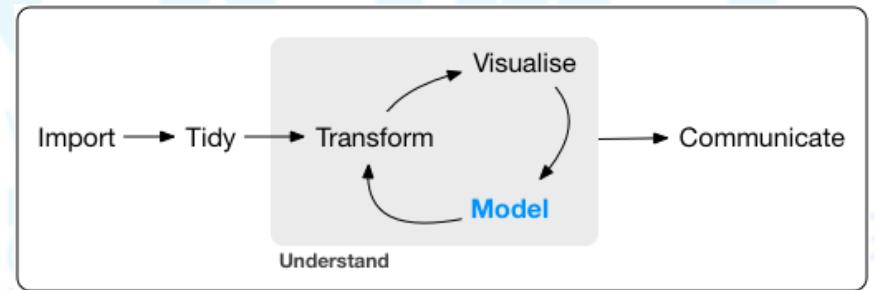 Visualise
Import Tidy Transform Communicate
Model
Understand